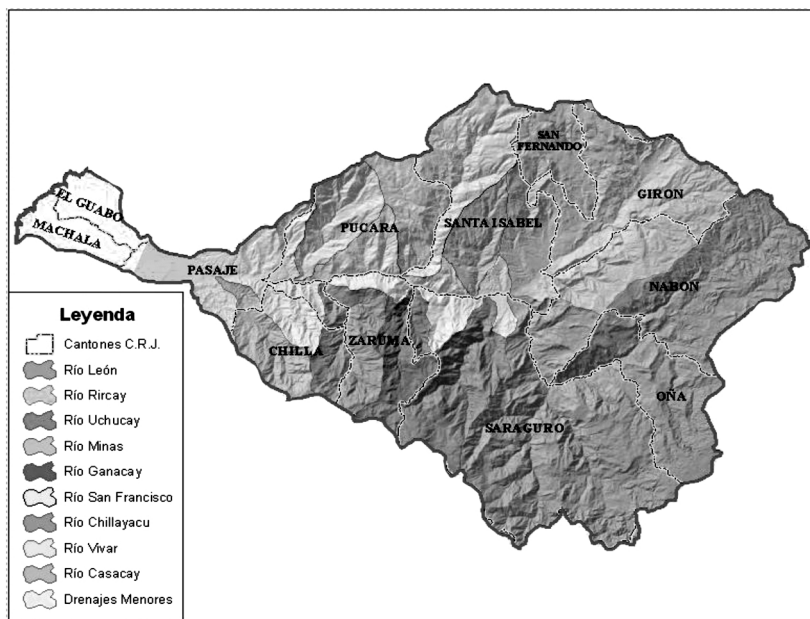 SAN
FERNANDO
GIRON
EL GUABO
MACHALA
PUCARA
SANTA ISABEL
PASAJE
NABON
CHILLA
ZARUMA
OÑA
SARAGURO
Leyenda
Cantones C.R.J.
Río León
Río Rircay
Río Uchucay
Río Minas
Río Ganacay
Río San Francisco
Río Chillayacu
Río Vivar
Río Casacay
Drenajes Menores